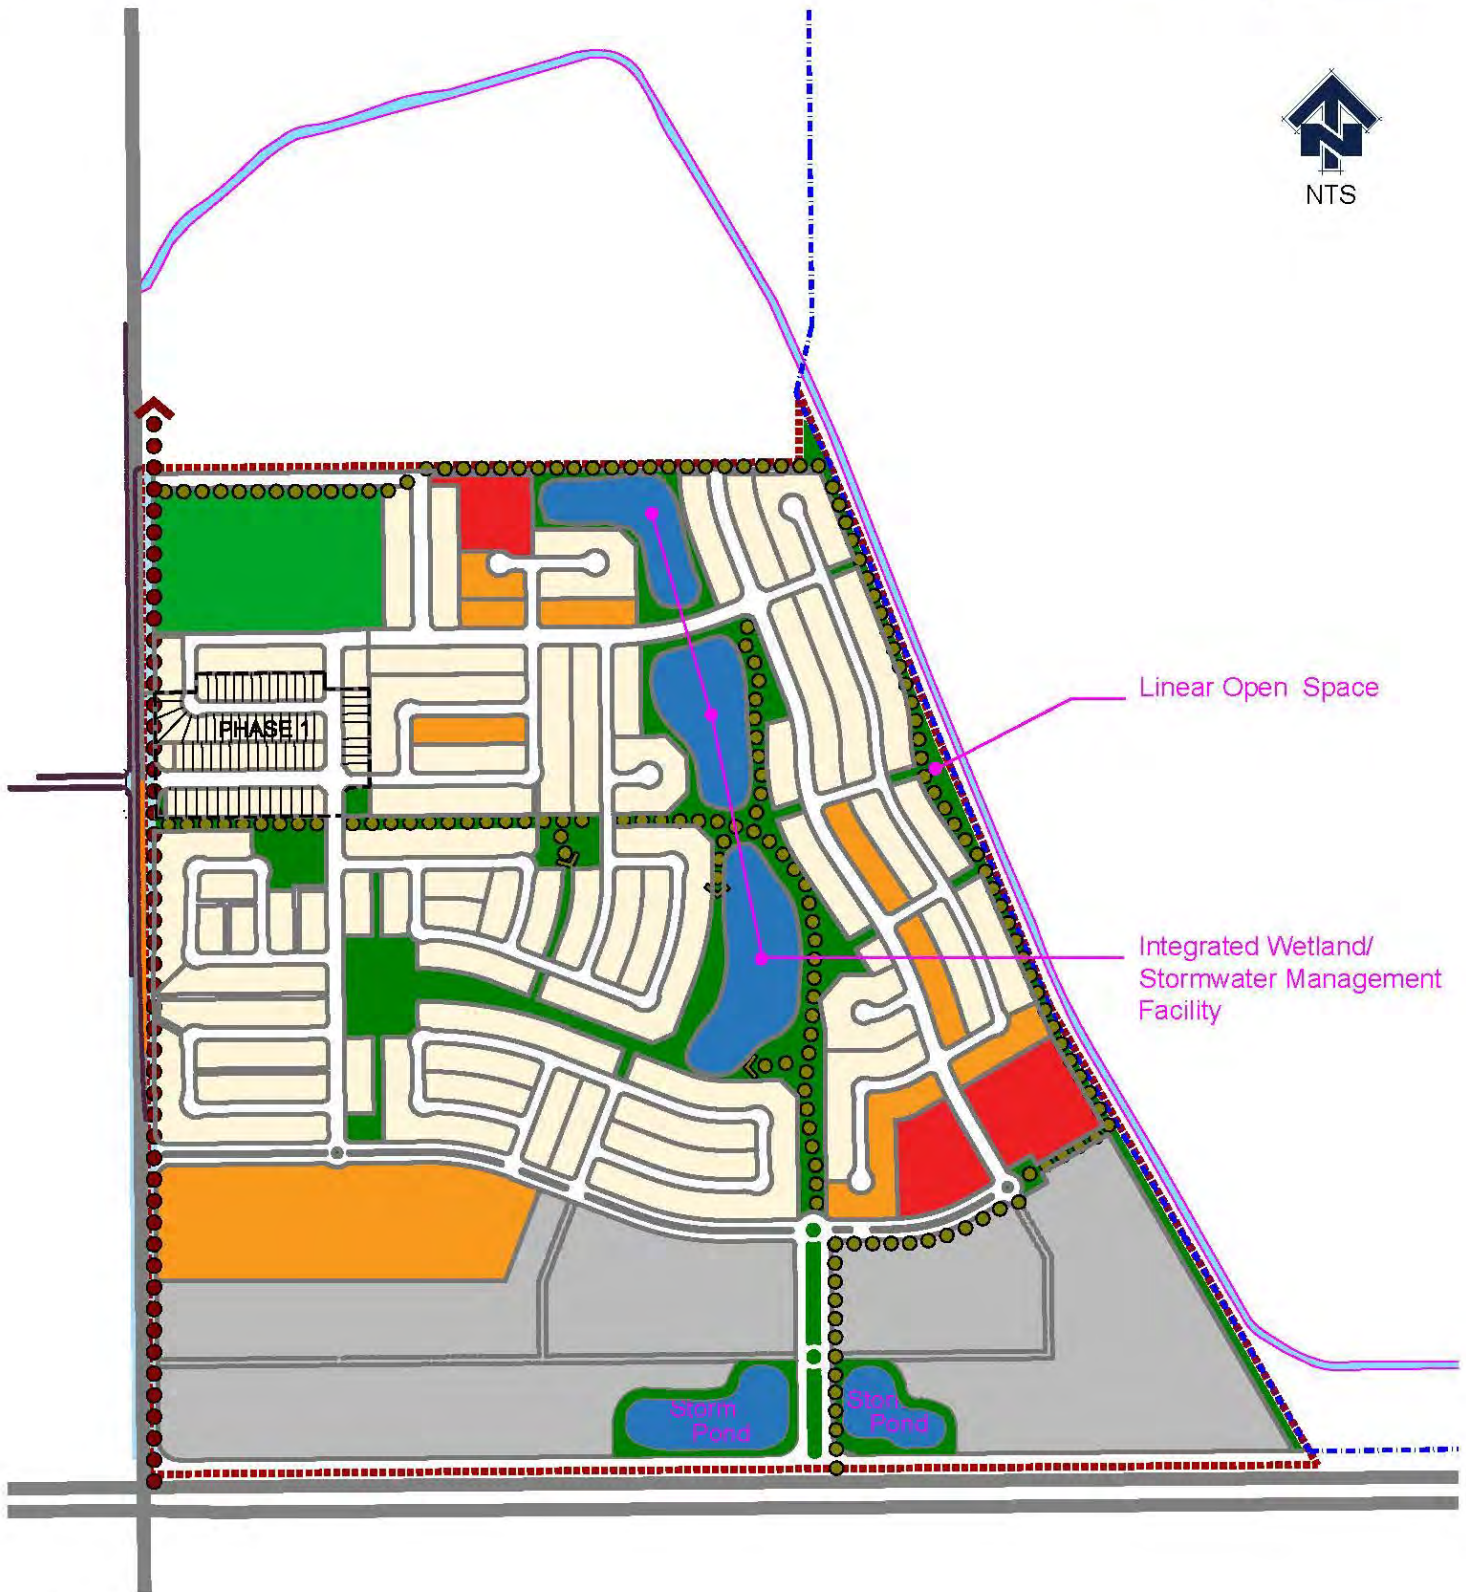 N
NTS
Linear Open Space
PHASE 1
Integrated Wetland/
Stormwater Management
Facility
Storm
Pond
Pond